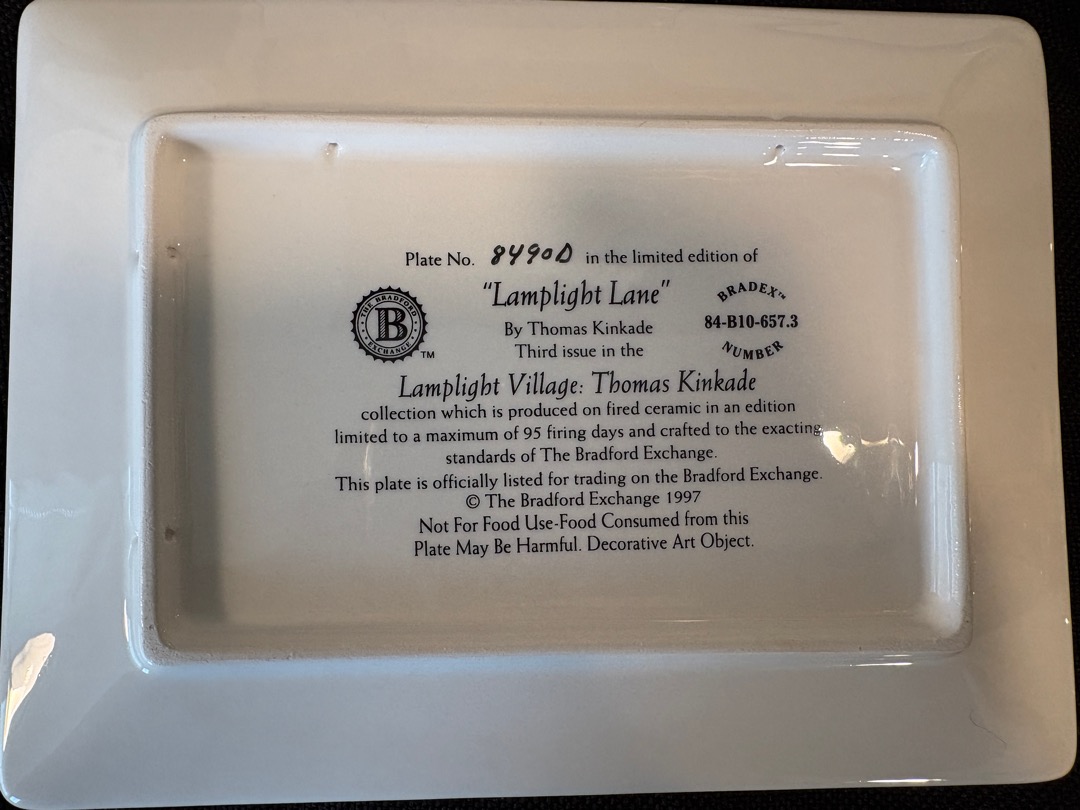 Plate No. 8490D in the limited edition of
"Lamplight Lane"
By Thomas Kinkade
Third issue in the
THE BRADFORD EXCHANGE
B
TM
BRADEX™
84-B10-657.3
NUMBER
Lamplight Village: Thomas Kinkade
collection which is produced on fired ceramic in an edition
limited to a maximum of 95 firing days and crafted to the exacting
standards of The Bradford Exchange.
This plate is officially listed for trading on the Bradford Exchange.
© The Bradford Exchange 1997
Not For Food Use-Food Consumed from this
Plate May Be Harmful. Decorative Art Object.